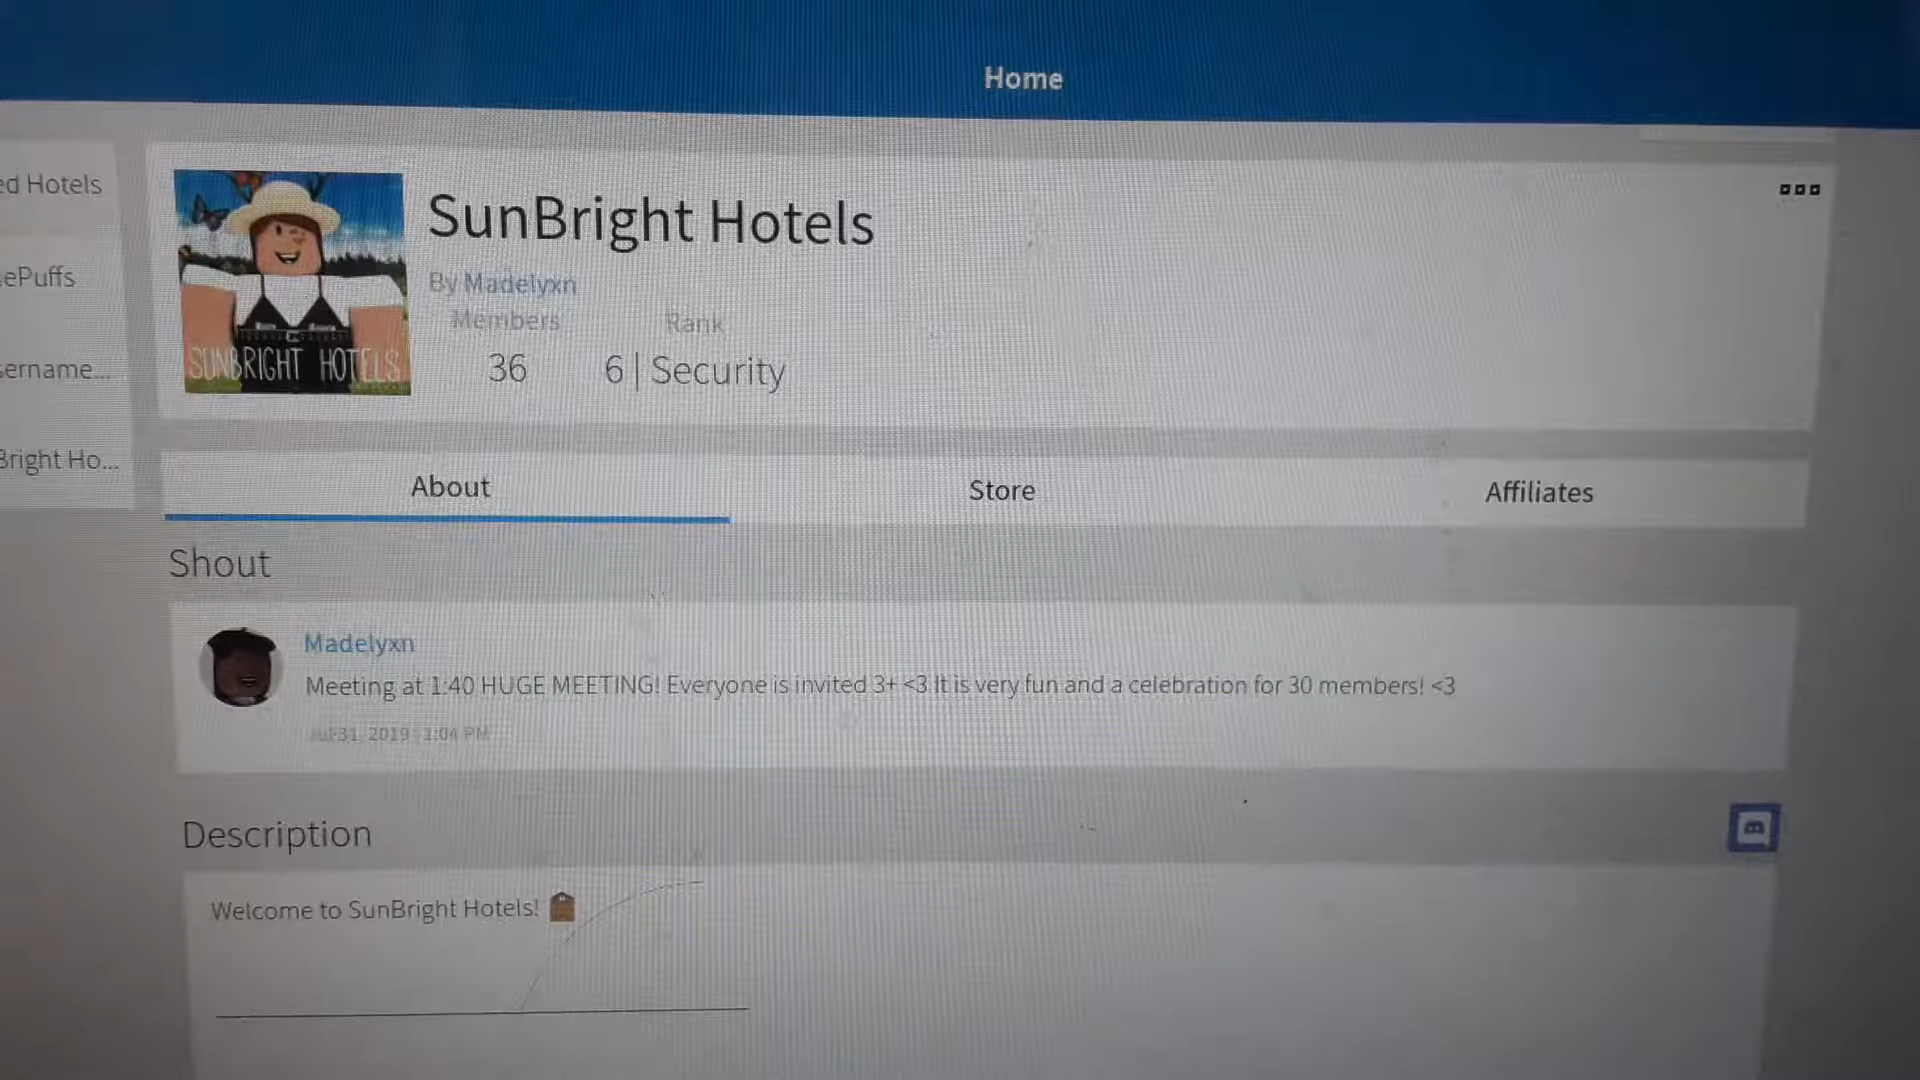 Home
ed Hotels
ePuffs
sername...
Bright Ho...
SUNBRIGHT HOTELS
SunBright Hotels
By Madelyxn
Members
Rank
36
6 | Security
About
Store
Affiliates
Shout
Madelyxn
Meeting at 1:40 HUGE MEETING! Everyone is invited 3+ <3 It is very fun and a celebration for 30 members! <3
Jul 31, 2019 1:04 PM
Description
Welcome to SunBright Hotels!